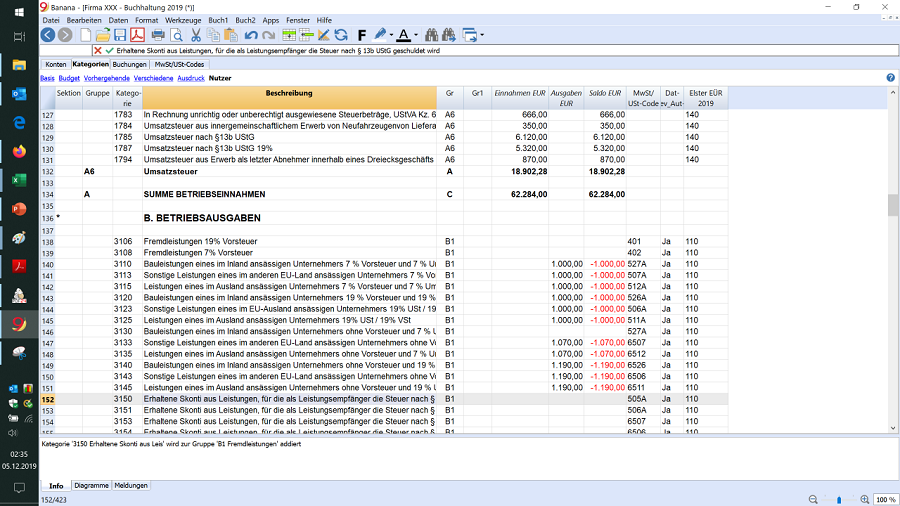 Banana - [Firma XXX - Buchhaltung 2019 (*)]
Datei Bearbeiten Daten Format Werkzeuge Buch1 Buch2 Apps Fenster Hilfe
Erhaltene Skonti aus Leistungen, für die als Leistungsempfänger die Steuer nach § 13b UStG geschuldet wird
Konten Kategorien Buchungen MwSt/USt-Codes
Basis Budget Vorhergehende Verschiedene Ausdruck Nutzer
Sektion Gruppe Katego- Beschreibung Gr Gr1 Einnahmen EUR Ausgaben Saldo EUR MwSt/ Dat- Elster EÜR
rie EUR USt-Code ev_Aut- 2019
127 1783 In Rechnung unrichtig oder unberechtigt ausgewiesene Steuerbeträge, UStVA Kz. 6 A6 666,00 666,00 140
128 1784 Umsatzsteuer aus innergemeinschaftlichem Erwerb von Neufahrzeugenvon Liefera A6 350,00 350,00 140
129 1785 Umsatzsteuer nach §13b UStG A6 6.120,00 6.120,00 140
130 1787 Umsatzsteuer nach §13b UStG 19% A6 5.320,00 5.320,00 140
131 1794 Umsatzsteuer aus Erwerb als letzter Abnehmer innerhalb eines Dreiecksgeschäfts A6 870,00 870,00 140
132 A6 Umsatzsteuer A 18.902,28 18.902,28
133
134 A SUMME BETRIEBSEINNAHMEN C 62.284,00 62.284,00
135
136 * B. BETRIEBSAUSGABEN
137
138 3106 Fremdleistungen 19% Vorsteuer B1 401 Ja 110
139 3108 Fremdleistungen 7% Vorsteuer B1 402 Ja 110
140 3110 Bauleistungen eines im Inland ansässigen Unternehmers 7 % Vorsteuer und 7 % U B1 1.000,00 -1.000,00 527A Ja 110
141 3113 Sonstige Leistungen eines im anderen EU-Land ansässigen Unternehmers 7 % Vo B1 1.000,00 -1.000,00 507A Ja 110
142 3115 Leistungen eines im Ausland ansässigen Unternehmers 7 % Vorsteuer und 7 % Um B1 1.000,00 -1.000,00 512A Ja 110
143 3120 Bauleistungen eines im Inland ansässigen Unternehmers 19 % Vorsteuer und 19 % B1 1.000,00 -1.000,00 526A Ja 110
144 3123 Sonstige Leistungen eines im EU-Ausland ansässigen Unternehmers 19% USt / 19 B1 1.000,00 -1.000,00 506A Ja 110
145 3125 Leistungen eines im Ausland ansässigen Unternehmers 19% USt / 19% VSt B1 1.000,00 -1.000,00 511A Ja 110
146 3130 Bauleistungen eines im Inland ansässigen Unternehmers ohne Vorsteuer und 7 % U B1 527A Ja 110
147 3133 Sonstige Leistungen eines im anderen EU-Land ansässigen Unternehmers ohne Vo B1 1.070,00 -1.070,00 6507 Ja 110
148 3135 Leistungen eines im Ausland ansässigen Unternehmers ohne Vorsteuer und 7 % U B1 1.070,00 -1.070,00 6512 Ja 110
149 3140 Bauleistungen eines im Inland ansässigen Unternehmers ohne Vorsteuer und 19 % B1 1.190,00 -1.190,00 6526 Ja 110
150 3143 Sonstige Leistungen eines im anderen EU-Land ansässigen Unternehmers ohne Vo B1 1.190,00 -1.190,00 6506 Ja 110
151 3145 Leistungen eines im Ausland ansässigen Unternehmers ohne Vorsteuer und 19 % U B1 1.190,00 -1.190,00 6511 Ja 110
152 3150 Erhaltene Skonti aus Leistungen, für die als Leistungsempfänger die Steuer nach § B1 505A Ja 110
153 3151 Erhaltene Skonti aus Leistungen, für die als Leistungsempfänger die Steuer nach § B1 506A Ja 110
154 3153 Erhaltene Skonti aus Leistungen, für die als Leistungsempfänger die Steuer nach § B1 6507 Ja 110
155 3154 Erhaltene Skonti aus Leistungen, für die als Leistungsempfänger die Steuer nach § B1 6506 Ja 110
Kategorie '3150 Erhaltene Skonti aus Leis' wird zur Gruppe 'B1 Fremdleistungen' addiert
02:35
05.12.2019
Info Diagramme Meldungen
152/423 100 %